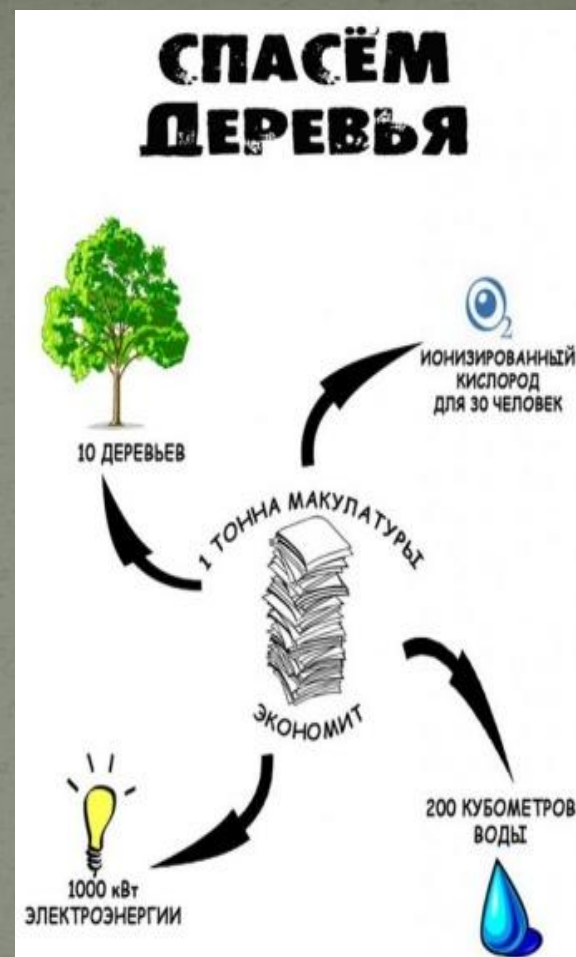 СПАСЁМ
ДЕРЕВЬЯ
10 ДЕРЕВЬЕВ
O2
ИОНИЗИРОВАННЫЙ
КИСЛОРОД
ДЛЯ 30 ЧЕЛОВЕК
1 ТОННА МАКУЛАТУРЫ
ЭКОНОМИТ
1000 кВт
ЭЛЕКТРОЭНЕРГИИ
200 КУБОМЕТРОВ
ВОДЫ